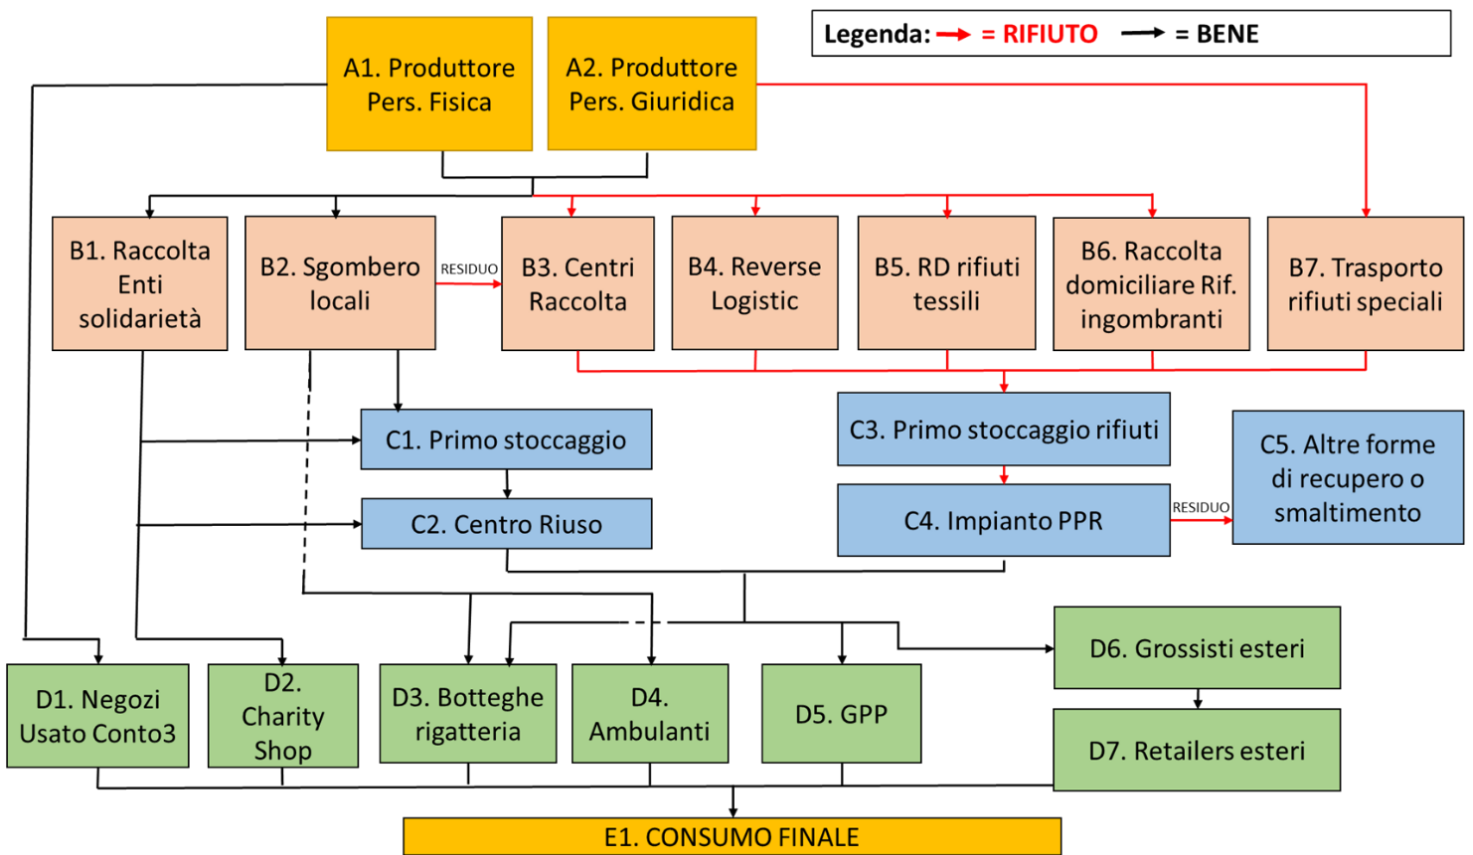 Legenda: = RIFIUTO = BENE
A1. Produttore
Pers. Fisica
A2. Produttore
Pers. Giuridica
B1. Raccolta
Enti
solidarietà
B2. Sgombero
locali
RESIDUO
B3. Centri
Raccolta
B4. Reverse
Logistic
B5. RD rifiuti
tessili
B6. Raccolta
domiciliare Rif.
ingombranti
B7. Trasporto
rifiuti speciali
C1. Primo stoccaggio
C3. Primo stoccaggio rifiuti
C5. Altre forme
di recupero o
smaltimento
C2. Centro Riuso
C4. Impianto PPR
RESIDUO
D1. Negozi
Usato Conto3
D2.
Charity
Shop
D3. Botteghe
rigatteria
D4.
Ambulanti
D5. GPP
D6. Grossisti esteri
D7. Retailers esteri
E1. CONSUMO FINALE